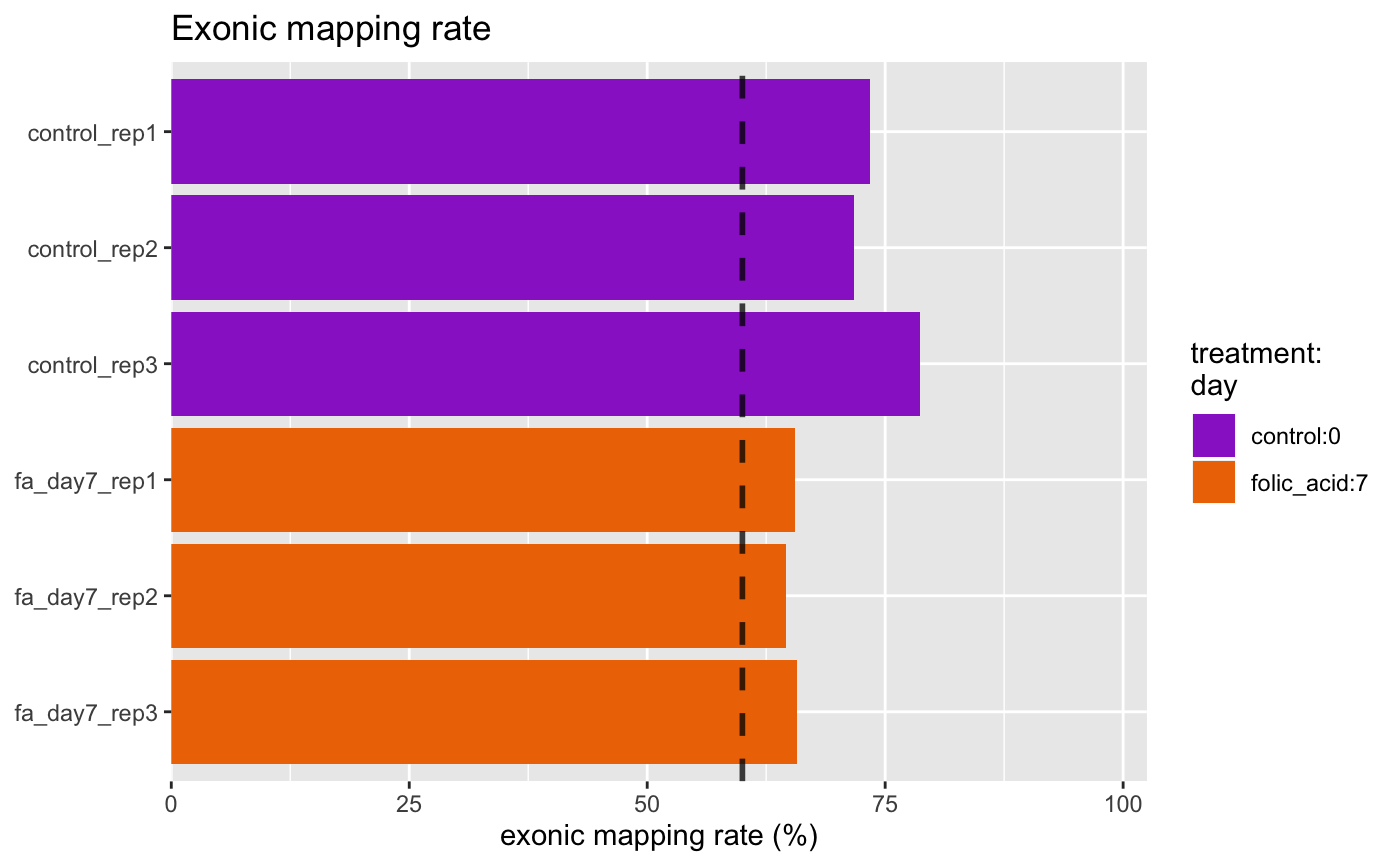 Exonic mapping rate
control_rep1
control_rep2
control_rep3
fa_day7_rep1
fa_day7_rep2
fa_day7_rep3
0 25 50 75 100
exonic mapping rate (%)
treatment:
day
control:0
folic_acid:7